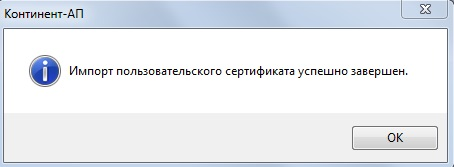 Континент-АП
Импорт пользовательского сертификата успешно завершен.
OK